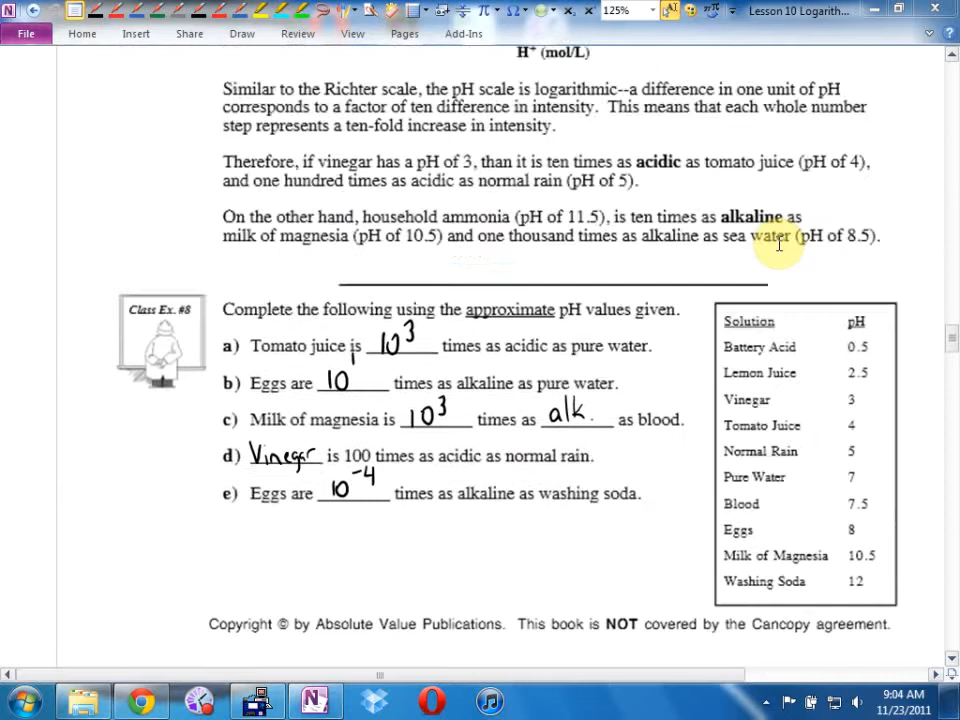 125%
Lesson 10 Logarith...
File Home Insert Share Draw Review View Pages Add-Ins
H⁺ (mol/L)
Similar to the Richter scale, the pH scale is logarithmic--a difference in one unit of pH
corresponds to a factor of ten difference in intensity. This means that each whole number
step represents a ten-fold increase in intensity.
Therefore, if vinegar has a pH of 3, than it is ten times as acidic as tomato juice (pH of 4),
and one hundred times as acidic as normal rain (pH of 5).
On the other hand, household ammonia (pH of 11.5), is ten times as alkaline as
milk of magnesia (pH of 10.5) and one thousand times as alkaline as sea water (pH of 8.5).
Class Ex. #8
Complete the following using the approximate pH values given.
a) Tomato juice is 10³ times as acidic as pure water.
b) Eggs are 10¹ times as alkaline as pure water.
c) Milk of magnesia is 10³ times as alk. as blood.
d) Vinegar is 100 times as acidic as normal rain.
e) Eggs are 10⁻⁴ times as alkaline as washing soda.
Solution pH
Battery Acid 0.5
Lemon Juice 2.5
Vinegar 3
Tomato Juice 4
Normal Rain 5
Pure Water 7
Blood 7.5
Eggs 8
Milk of Magnesia 10.5
Washing Soda 12
Copyright © by Absolute Value Publications. This book is NOT covered by the Cancopy agreement.
9:04 AM
11/23/2011